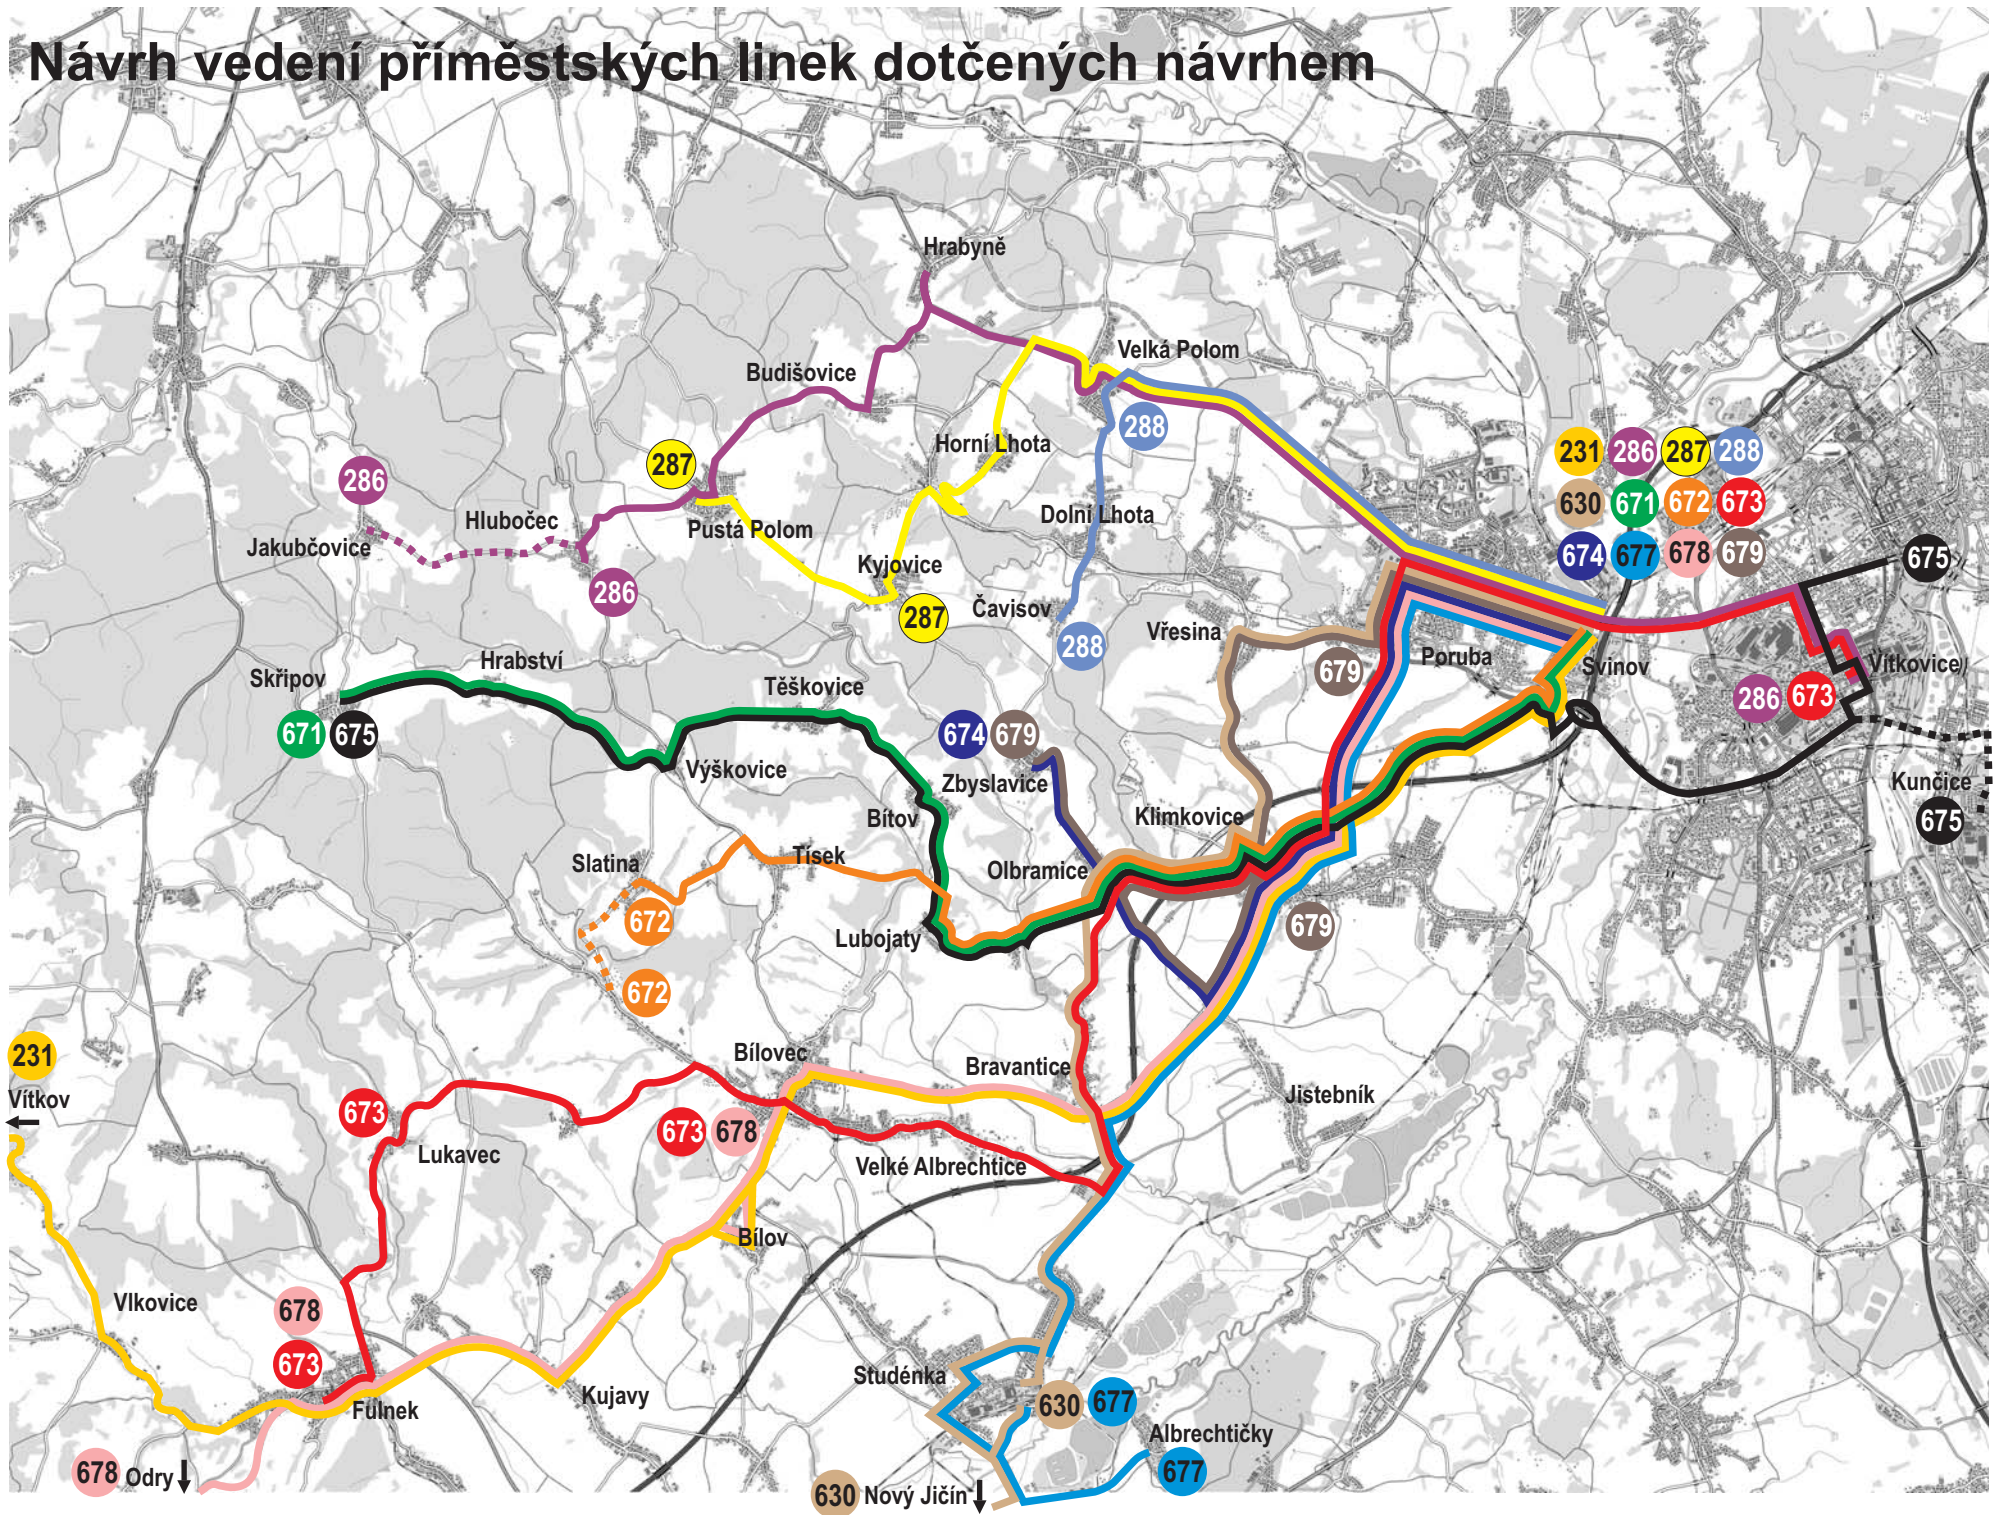 Návrh vedení příměstských linek dotčených návrhem
Hrabyně
Velká Polom
Budišovice
288
Horní Lhota
231 286 287 288
287
286
630 671 672 673
Hlubočec
Dolní Lhota
Pustá Polom
Jakubčovice
674 677 678 679
675
Kyjovice
286
287
Čavisov
Vřesina
288
Hrabství
Poruba
Svinov
Vítkovice
Skřipov
679
Těškovice
286 673
671 675
674 679
Výškovice
Zbyslavice
Kunčice
Bítov
Klimkovice
675
Slatina
Tísek
Olbramice
672
679
Lubojaty
672
231
Bílovec
Bravantice
Vítkov
Jistebník
673
673 678
Lukavec
Velké Albrechtice
Bílov
Vlkovice
678
673
Studénka
Kujavy
Fulnek
630 677
Albrechtičky
678 Odry
677
630 Nový Jičín